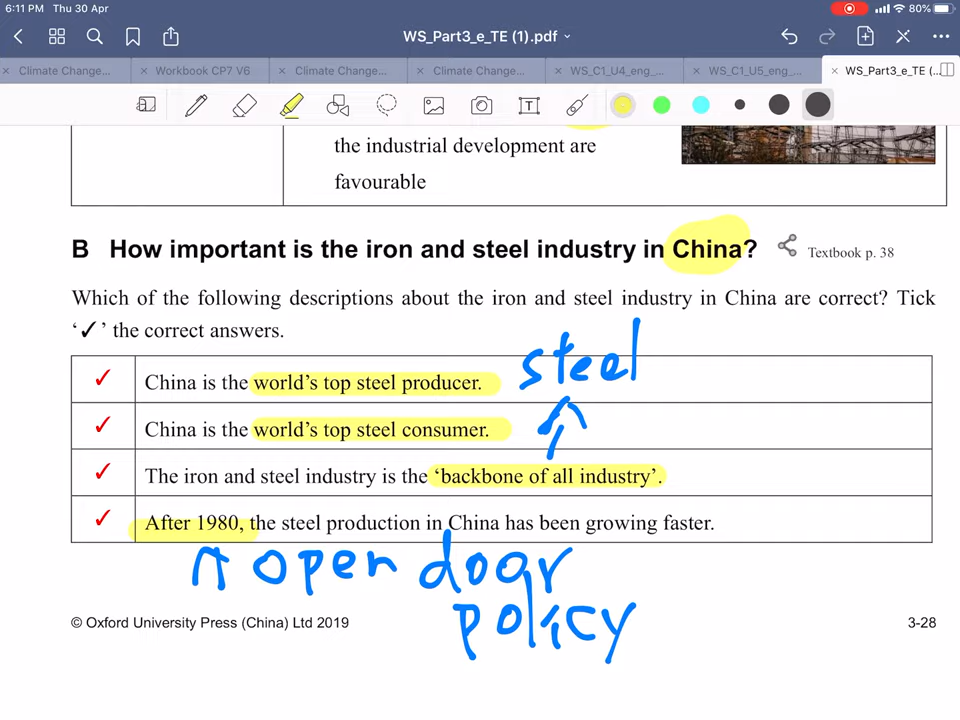 6:11 PM Thu 30 Apr
80%
WS_Part3_e_TE (1).pdf
Climate Change...
Workbook CP7 V6
Climate Change...
Climate Change...
WS_C1_U4_eng_...
WS_C1_U5_eng_...
WS_Part3_e_TE (...
T
the industrial development are
favourable
B How important is the iron and steel industry in China?
Textbook p. 38
Which of the following descriptions about the iron and steel industry in China are correct? Tick
‘✓’ the correct answers.
steel
✓ China is the world’s top steel producer.
✓ China is the world’s top steel consumer.
✓ The iron and steel industry is the ‘backbone of all industry’.
✓ After 1980, the steel production in China has been growing faster.
open door
policy
© Oxford University Press (China) Ltd 2019
3-28